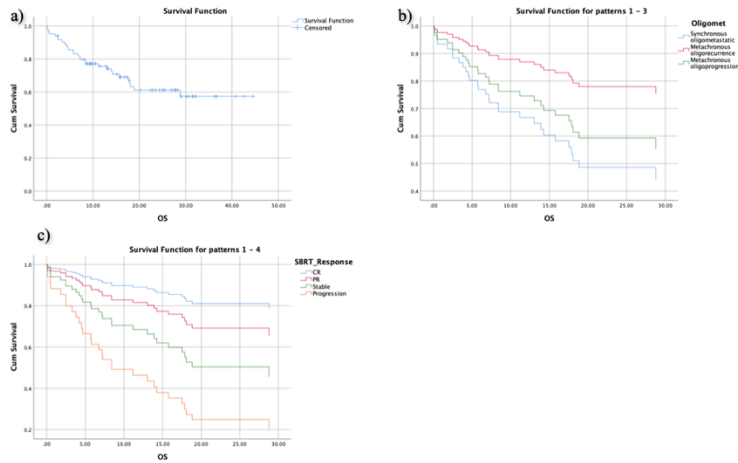 a)
Survival Function
Survival Function
Censored
Cum Survival
1.0
0.8
0.6
0.4
0.2
0.0
.00 10.00 20.00 30.00 40.00 50.00
OS
b)
Survival Function for patterns 1 – 3
Oligomet
Synchronous
oligometastatic
Metachronous
oligorecurrence
Metachronous
oligoprogression
Cum Survival
1.0
0.9
0.8
0.7
0.6
0.5
0.4
.00 5.00 10.00 15.00 20.00 25.00 30.00
OS
c)
Survival Function for patterns 1 – 4
SBRT_Response
CR
PR
Stable
Progression
Cum Survival
1.0
0.8
0.6
0.4
0.2
.00 5.00 10.00 15.00 20.00 25.00 30.00
OS